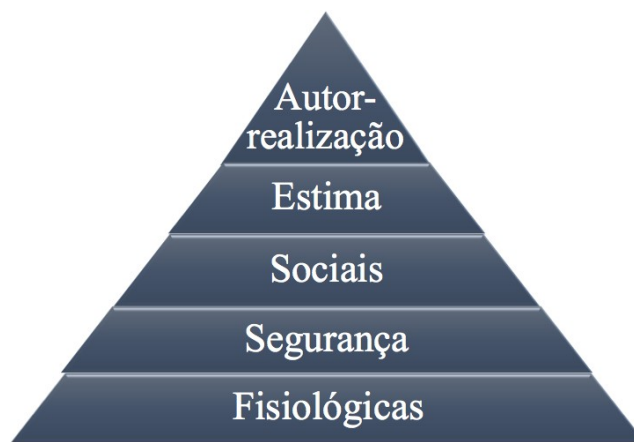 Autor-
realização
Estima
Sociais
Segurança
Fisiológicas